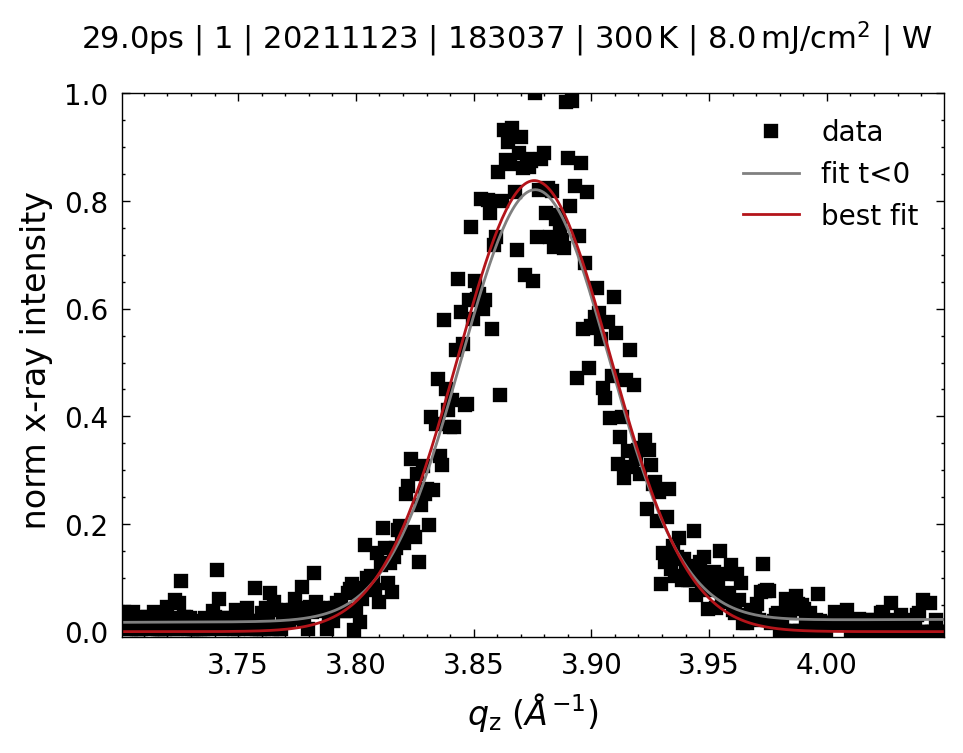 29.0ps | 1 | 20211123 | 183037 | 300 K | 8.0 mJ/cm² | W
1.0
0.8
0.6
0.4
0.2
0.0
norm x-ray intensity
data
fit t<0
best fit
3.75 3.80 3.85 3.90 3.95 4.00
q_z (Å⁻¹)